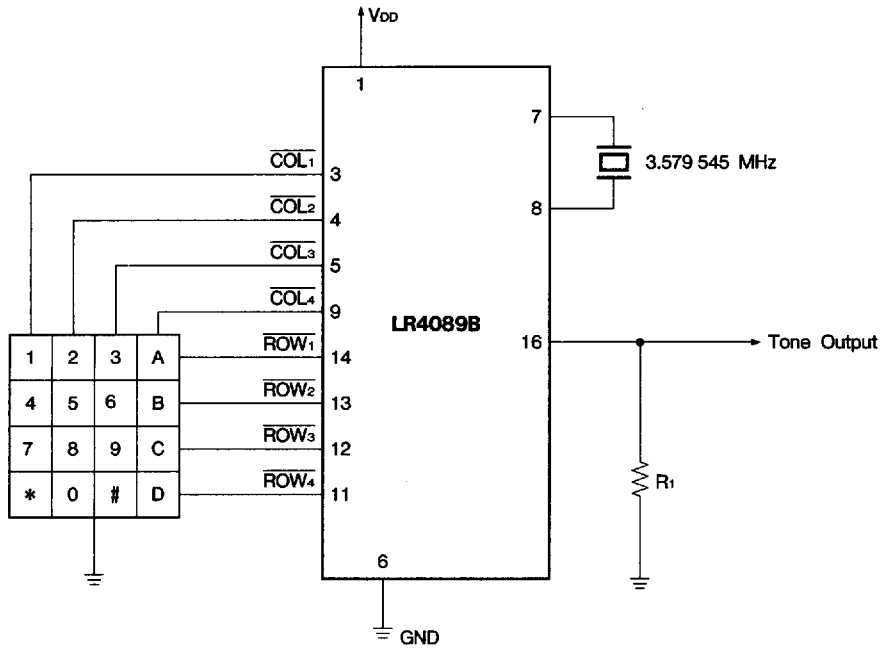 VDD
1
7
3.579 545 MHz
8
COL1
3
COL2
4
COL3
5
COL4
9
LR4089B
ROW1
14
16
Tone Output
ROW2
13
ROW3
12
ROW4
11
R1
1 2 3 A
4 5 6 B
7 8 9 C
* 0 # D
6
GND